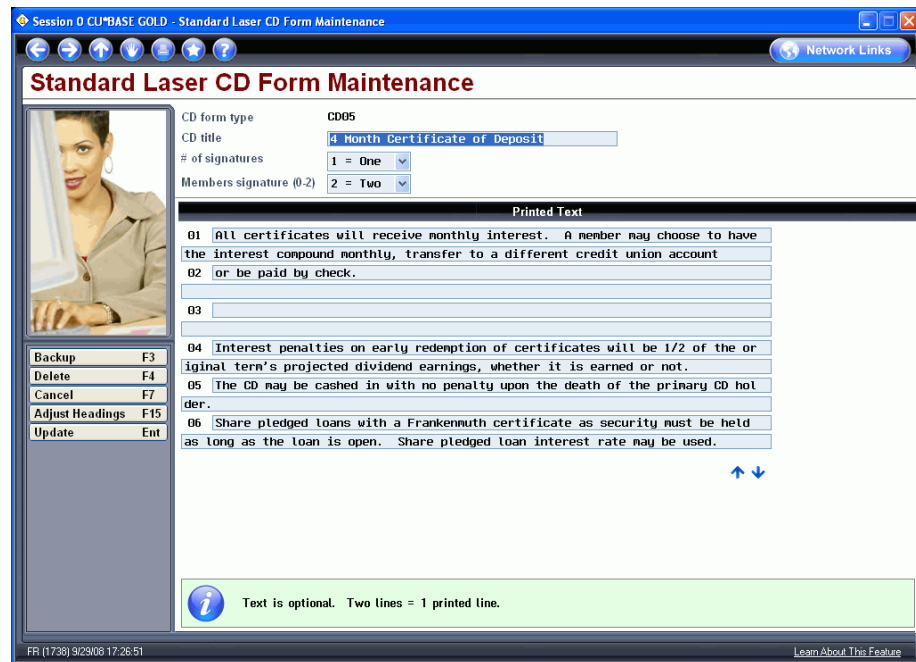 Session 0 CU*BASE GOLD - Standard Laser CD Form Maintenance
Network Links
Standard Laser CD Form Maintenance
CD form type CD05
CD title 4 Month Certificate of Deposit
# of signatures 1 = One
Members signature (0-2) 2 = Two
Printed Text
01 All certificates will receive monthly interest. A member may choose to have
the interest compound monthly, transfer to a different credit union account
02 or be paid by check.
03
04 Interest penalties on early redemption of certificates will be 1/2 of the or
iginal term's projected dividend earnings, whether it is earned or not.
05 The CD may be cashed in with no penalty upon the death of the primary CD hol
der.
06 Share pledged loans with a Frankenmuth certificate as security must be held
as long as the loan is open. Share pledged loan interest rate may be used.
Backup F3
Delete F4
Cancel F7
Adjust Headings F15
Update Ent
Text is optional. Two lines = 1 printed line.
FR (1738) 9/29/08 17:26:51
Learn About This Feature